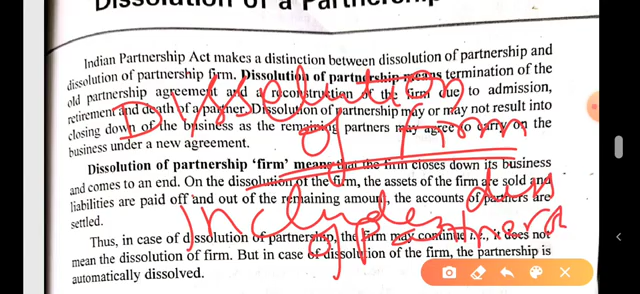 Dissolution of a Partnership
Indian Partnership Act makes a distinction between dissolution of partnership and
dissolution of partnership firm. Dissolution of partnership means termination of the
old partnership agreement and a reconstruction of the firm due to admission,
retirement and death of a partner. Dissolution of partnership may or may not result into
closing down of the business as the remaining partners may agree to carry on the
business under a new agreement.
Dissolution of partnership 'firm' means that the firm closes down its business
and comes to an end. On the dissolution of the firm, the assets of the firm are sold and
liabilities are paid off and out of the remaining amount, the accounts of partners are
settled.
Thus, in case of dissolution of partnership, the firm may continue i.e., it does not
mean the dissolution of firm. But in case of dissolution of the firm, the partnership is
automatically dissolved.
Dissolution
of firm
includes diss
of partners